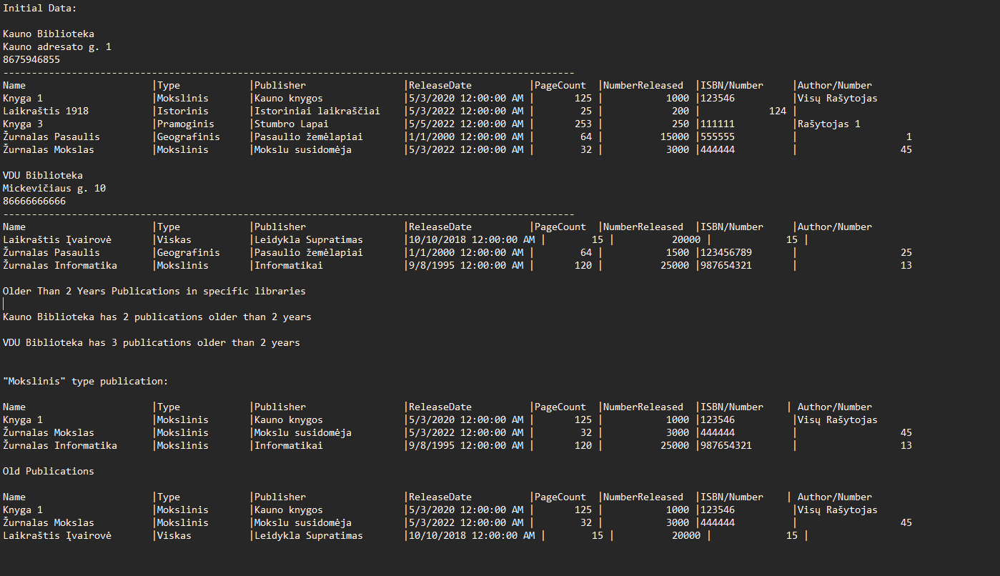 Initial Data:
Kauno Biblioteka
Kauno adresato g. 1
8675946855
----------------------------------------------------------------------------------------------------
Name |Type |Publisher |ReleaseDate |PageCount |NumberReleased |ISBN/Number |Author/Number
Knyga 1 |Mokslinis |Kauno knygos |5/3/2020 12:00:00 AM | 125 | 1000 |123546 |Visų Rašytojas
Laikraštis 1918 |Istorinis |Istoriniai laikraščiai |5/3/2022 12:00:00 AM | 25 | 200 | 124 |
Knyga 3 |Pramoginis |Stumbro Lapai |5/5/2022 12:00:00 AM | 253 | 250 |111111 |Rašytojas 1
Žurnalas Pasaulis |Geografinis |Pasaulio žemėlapiai |1/1/2000 12:00:00 AM | 64 | 15000 |555555 | 1
Žurnalas Mokslas |Mokslinis |Mokslu susidomėja |5/3/2022 12:00:00 AM | 32 | 3000 |444444 | 45
VDU Biblioteka
Mickevičiaus g. 10
86666666666
----------------------------------------------------------------------------------------------------
Name |Type |Publisher |ReleaseDate |PageCount |NumberReleased |ISBN/Number |Author/Number
Laikraštis Įvairovė |Viskas |Leidykla Supratimas |10/10/2018 12:00:00 AM | 15 | 20000 | 15 |
Žurnalas Pasaulis |Geografinis |Pasaulio žemėlapiai |1/1/2000 12:00:00 AM | 64 | 1500 |123456789 | 25
Žurnalas Informatika |Mokslinis |Informatikai |9/8/1995 12:00:00 AM | 120 | 25000 |987654321 | 13
Older Than 2 Years Publications in specific libraries
Kauno Biblioteka has 2 publications older than 2 years
VDU Biblioteka has 3 publications older than 2 years
"Mokslinis" type publication:
Name |Type |Publisher |ReleaseDate |PageCount |NumberReleased |ISBN/Number | Author/Number
Knyga 1 |Mokslinis |Kauno knygos |5/3/2020 12:00:00 AM | 125 | 1000 |123546 |Visų Rašytojas
Žurnalas Mokslas |Mokslinis |Mokslu susidomėja |5/3/2022 12:00:00 AM | 32 | 3000 |444444 | 45
Žurnalas Informatika |Mokslinis |Informatikai |9/8/1995 12:00:00 AM | 120 | 25000 |987654321 | 13
Old Publications
Name |Type |Publisher |ReleaseDate |PageCount |NumberReleased |ISBN/Number | Author/Number
Knyga 1 |Mokslinis |Kauno knygos |5/3/2020 12:00:00 AM | 125 | 1000 |123546 |Visų Rašytojas
Žurnalas Mokslas |Mokslinis |Mokslu susidomėja |5/3/2022 12:00:00 AM | 32 | 3000 |444444 | 45
Laikraštis Įvairovė |Viskas |Leidykla Supratimas |10/10/2018 12:00:00 AM | 15 | 20000 | 15 |